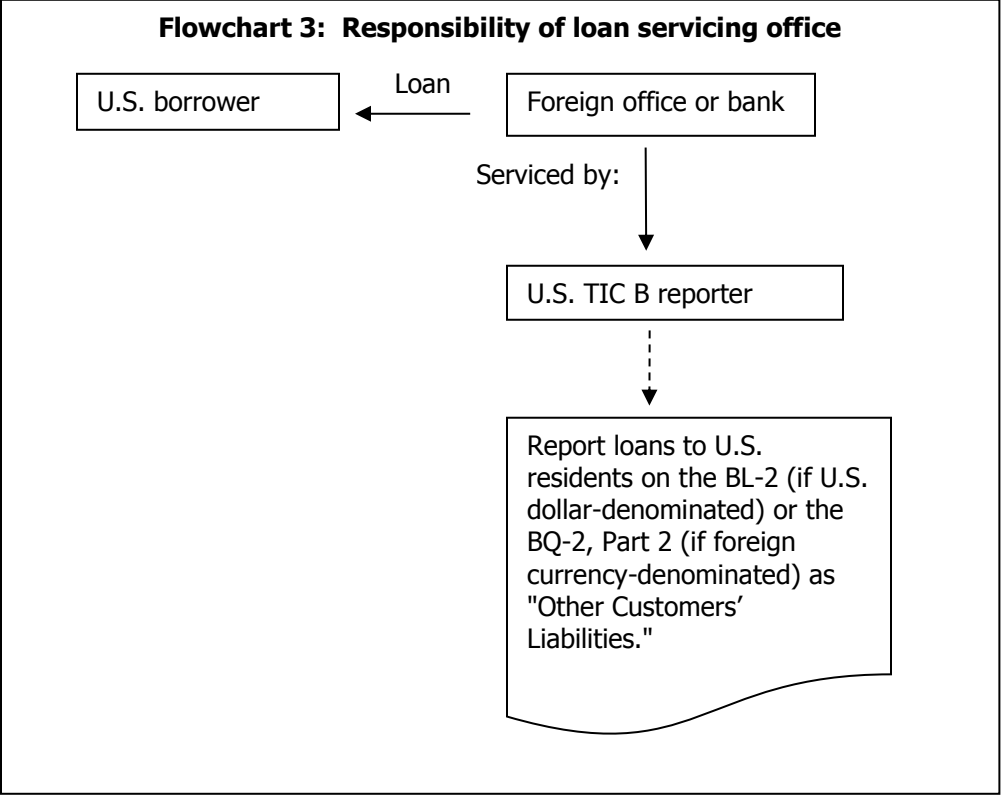 Flowchart 3:  Responsibility of loan servicing office
U.S. borrower
Loan
Foreign office or bank
Serviced by:
U.S. TIC B reporter
Report loans to U.S.
residents on the BL-2 (if U.S.
dollar-denominated) or the
BQ-2, Part 2 (if foreign
currency-denominated) as
"Other Customers’
Liabilities."